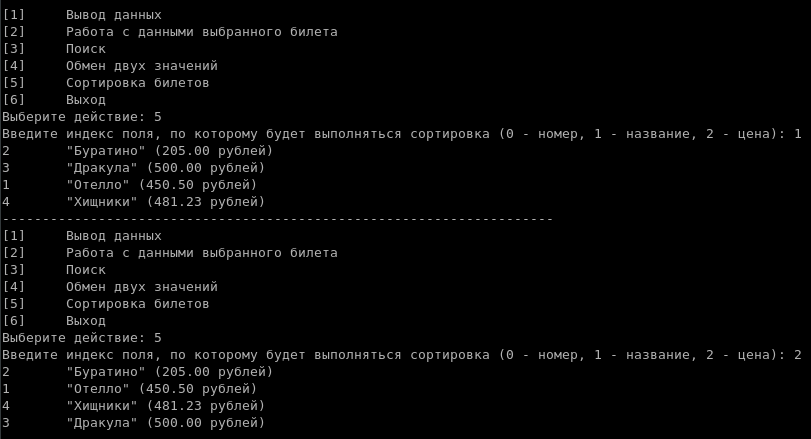 [1]     Вывод данных
[2]     Работа с данными выбранного билета
[3]     Поиск
[4]     Обмен двух значений
[5]     Сортировка билетов
[6]     Выход
Выберите действие: 5
Введите индекс поля, по которому будет выполняться сортировка (0 - номер, 1 - название, 2 - цена): 1
2       "Буратино" (205.00 рублей)
3       "Дракула" (500.00 рублей)
1       "Отелло" (450.50 рублей)
4       "Хищники" (481.23 рублей)
---------------------------------------------------------------------
[1]     Вывод данных
[2]     Работа с данными выбранного билета
[3]     Поиск
[4]     Обмен двух значений
[5]     Сортировка билетов
[6]     Выход
Выберите действие: 5
Введите индекс поля, по которому будет выполняться сортировка (0 - номер, 1 - название, 2 - цена): 2
2       "Буратино" (205.00 рублей)
1       "Отелло" (450.50 рублей)
4       "Хищники" (481.23 рублей)
3       "Дракула" (500.00 рублей)